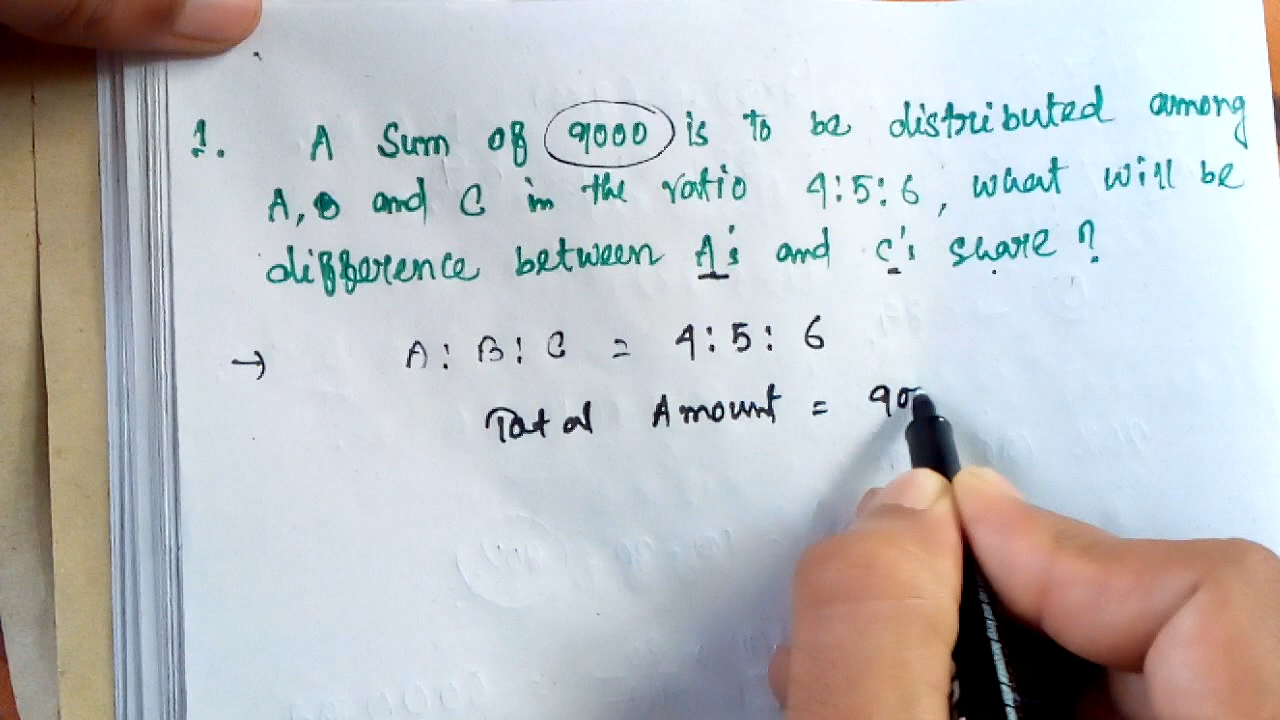 1. A Sum of 9000 is to be distributed among
A, B and C in the ratio 4:5:6, what will be
difference between A's and C's share ?
→ A : B : C = 4 : 5 : 6
Total Amount = 90